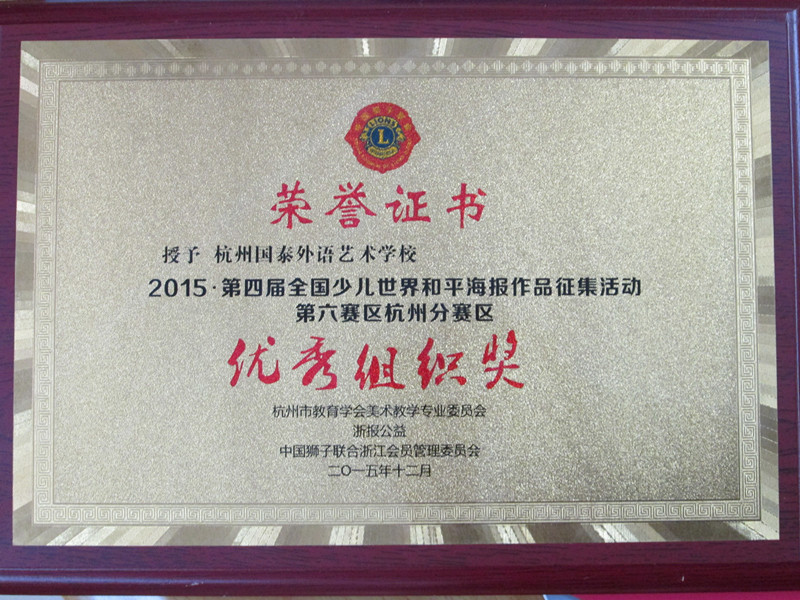 LIONS
L
荣誉证书
授予 杭州国泰外语艺术学校
2015·第四届全国少儿世界和平海报作品征集活动
第六赛区杭州分赛区
优秀组织奖
杭州市教育学会美术教学专业委员会
浙报公益
中国狮子联合浙江会员管理委员会
二〇一五年十二月